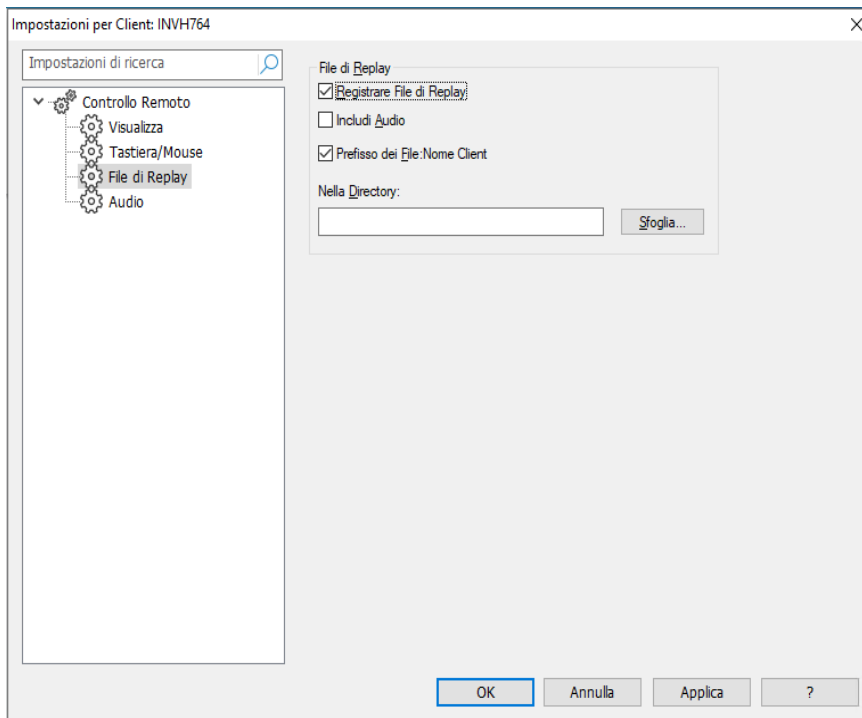 Impostazioni per Client: INVH764
Impostazioni di ricerca
Controllo Remoto
Visualizza
Tastiera/Mouse
File di Replay
Audio
File di Replay
Registrare File di Replay
Includi Audio
Prefisso dei File:Nome Client
Nella Directory:
Sfoglia...
OK
Annulla
Applica
?